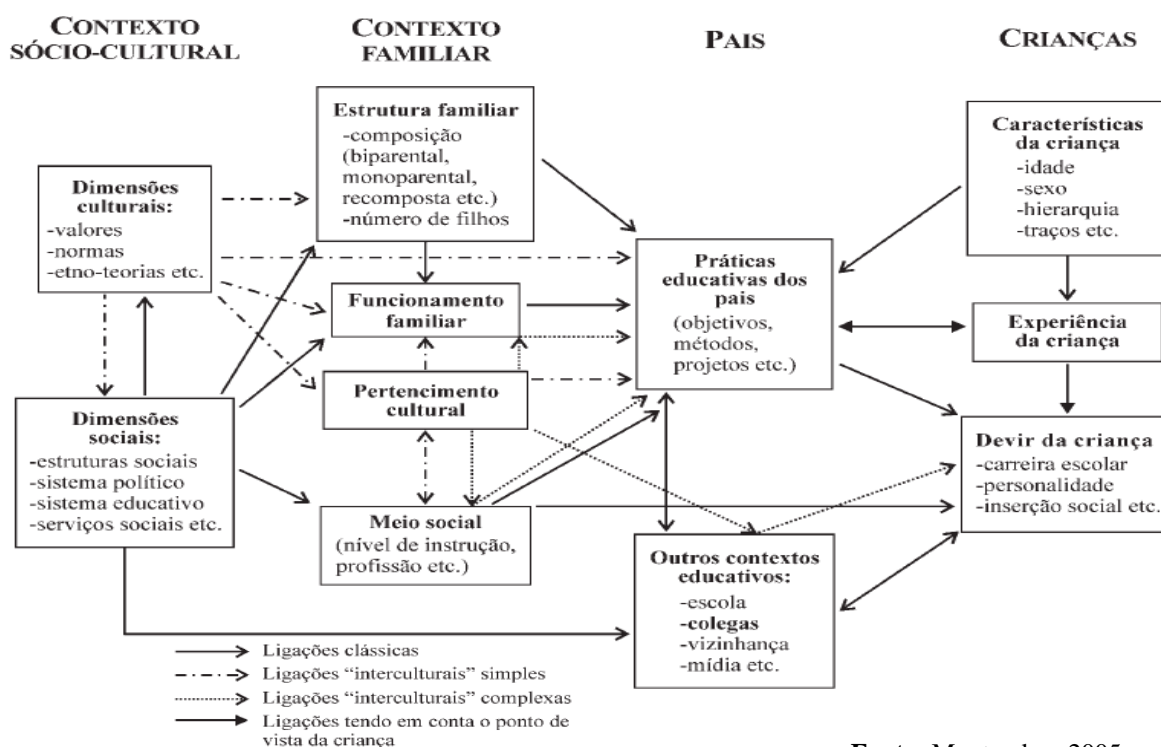 CONTEXTO
SÓCIO-CULTURAL
CONTEXTO
FAMILIAR
PAIS
CRIANÇAS
Dimensões
culturais:
-valores
-normas
-etno-teorias etc.
Dimensões
sociais:
-estruturas sociais
-sistema político
-sistema educativo
-serviços sociais etc.
Estrutura familiar
-composição
(biparental,
monoparental,
recomposta etc.)
-número de filhos
Funcionamento
familiar
Pertencimento
cultural
Meio social
(nível de instrução,
profissão etc.)
Práticas
educativas dos
pais
(objetivos,
métodos,
projetos etc.)
Outros contextos
educativos:
-escola
-colegas
-vizinhança
-mídia etc.
Características
da criança
-idade
-sexo
-hierarquia
-traços etc.
Experiência
da criança
Devir da criança
-carreira escolar
-personalidade
-inserção social etc.
Ligações clássicas
Ligações "interculturais" simples
Ligações "interculturais" complexas
Ligações tendo em conta o ponto de
vista da criança